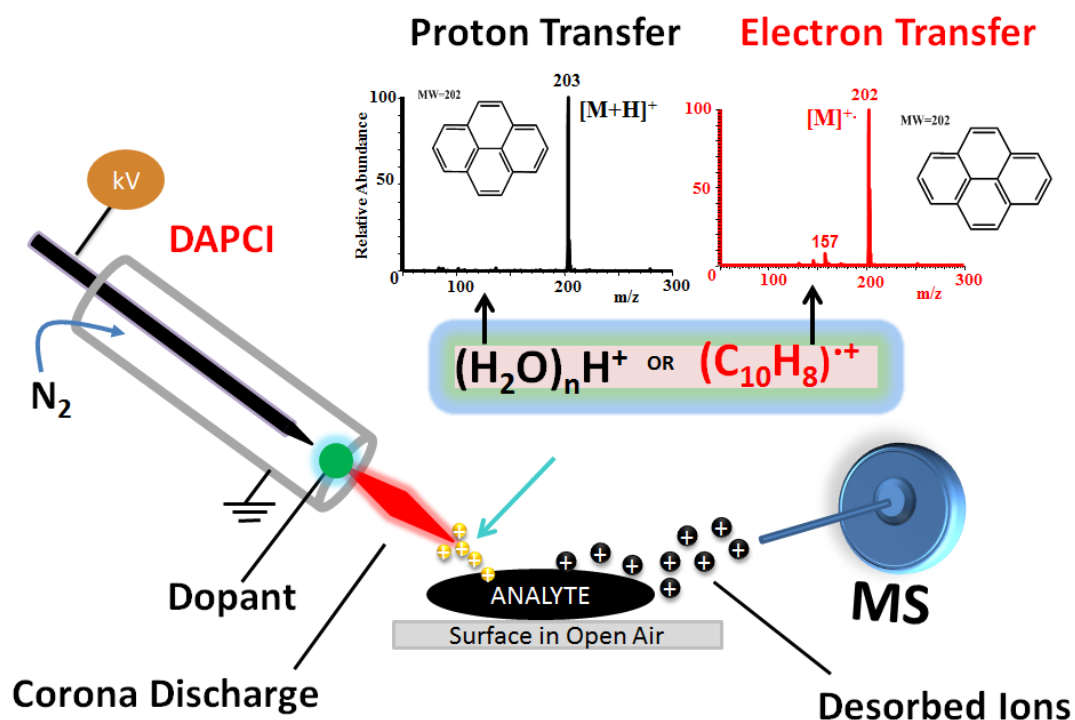 Proton Transfer
Electron Transfer
203
[M+H]⁺
MW=202
100
50
0
Relative Abundance
100
200
300
m/z
202
[M]⁺·
MW=202
100
50
0
157
100
200
300
m/z
kV
DAPCI
N₂
(H₂O)ₙH⁺ OR (C₁₀H₈)·⁺
Dopant
Corona Discharge
+
+
+
+
+
+
+
+
+
+
+
+
+
+
ANALYTE
Surface in Open Air
MS
Desorbed Ions